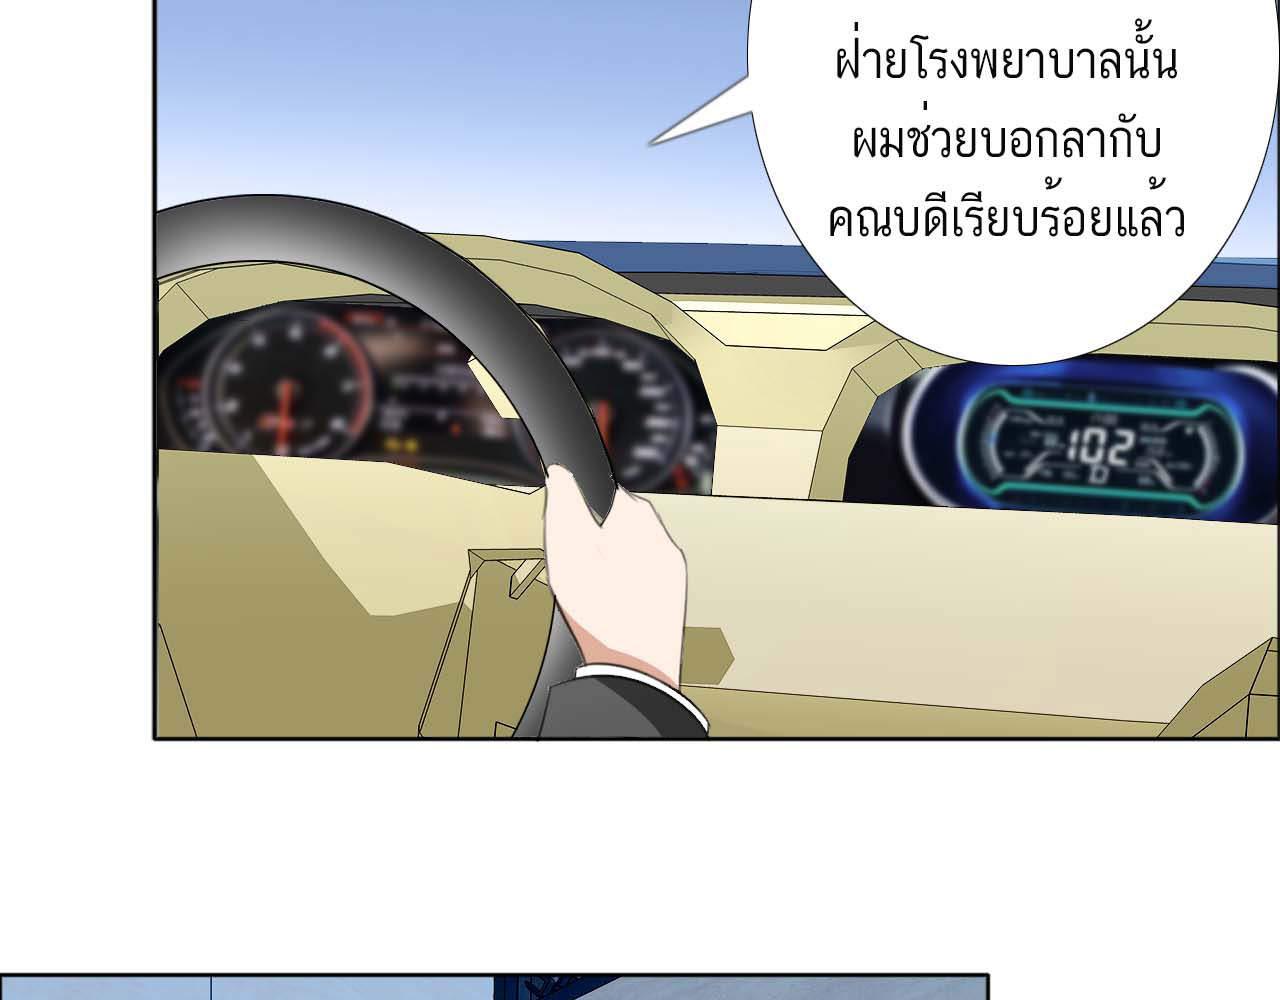 ฝ่ายโรงพยาบาลนั้น
ผมช่วยบอกลากับ
คณบดีเรียบร้อยแล้ว
102
D